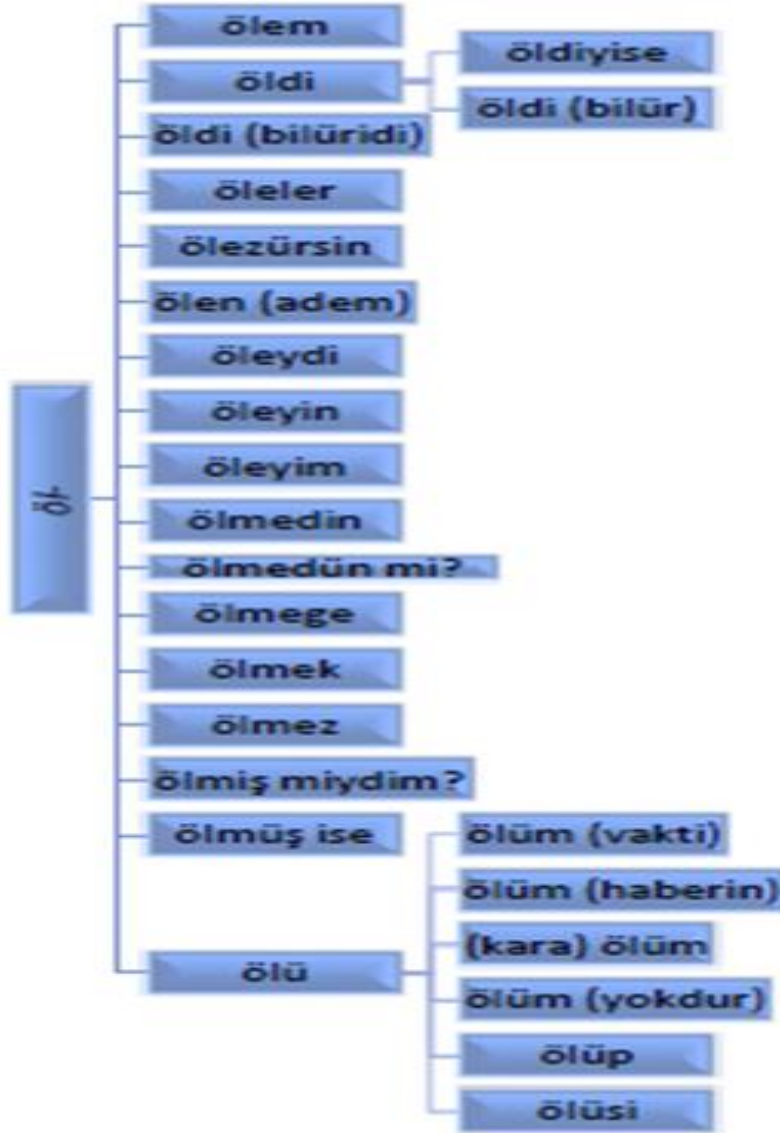 öl-
ölem
öldi
öldiyise
öldi (bilür)
öldi (bilüridi)
öleler
ölezürsin
ölen (adem)
öleydi
öleyin
öleyim
ölmedin
ölmedün mi?
ölmege
ölmek
ölmez
ölmiş miydim?
ölmüş ise
ölü
ölüm (vakti)
ölüm (haberin)
(kara) ölüm
ölüm (yokdur)
ölüp
ölüsi